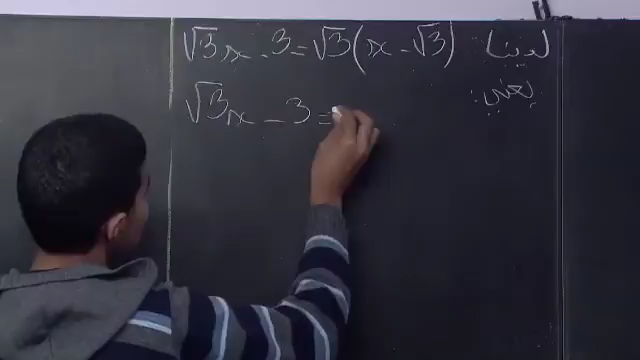 لدينا √3x - 3 = √3(x - √3)
يعني:
√3x - 3 =